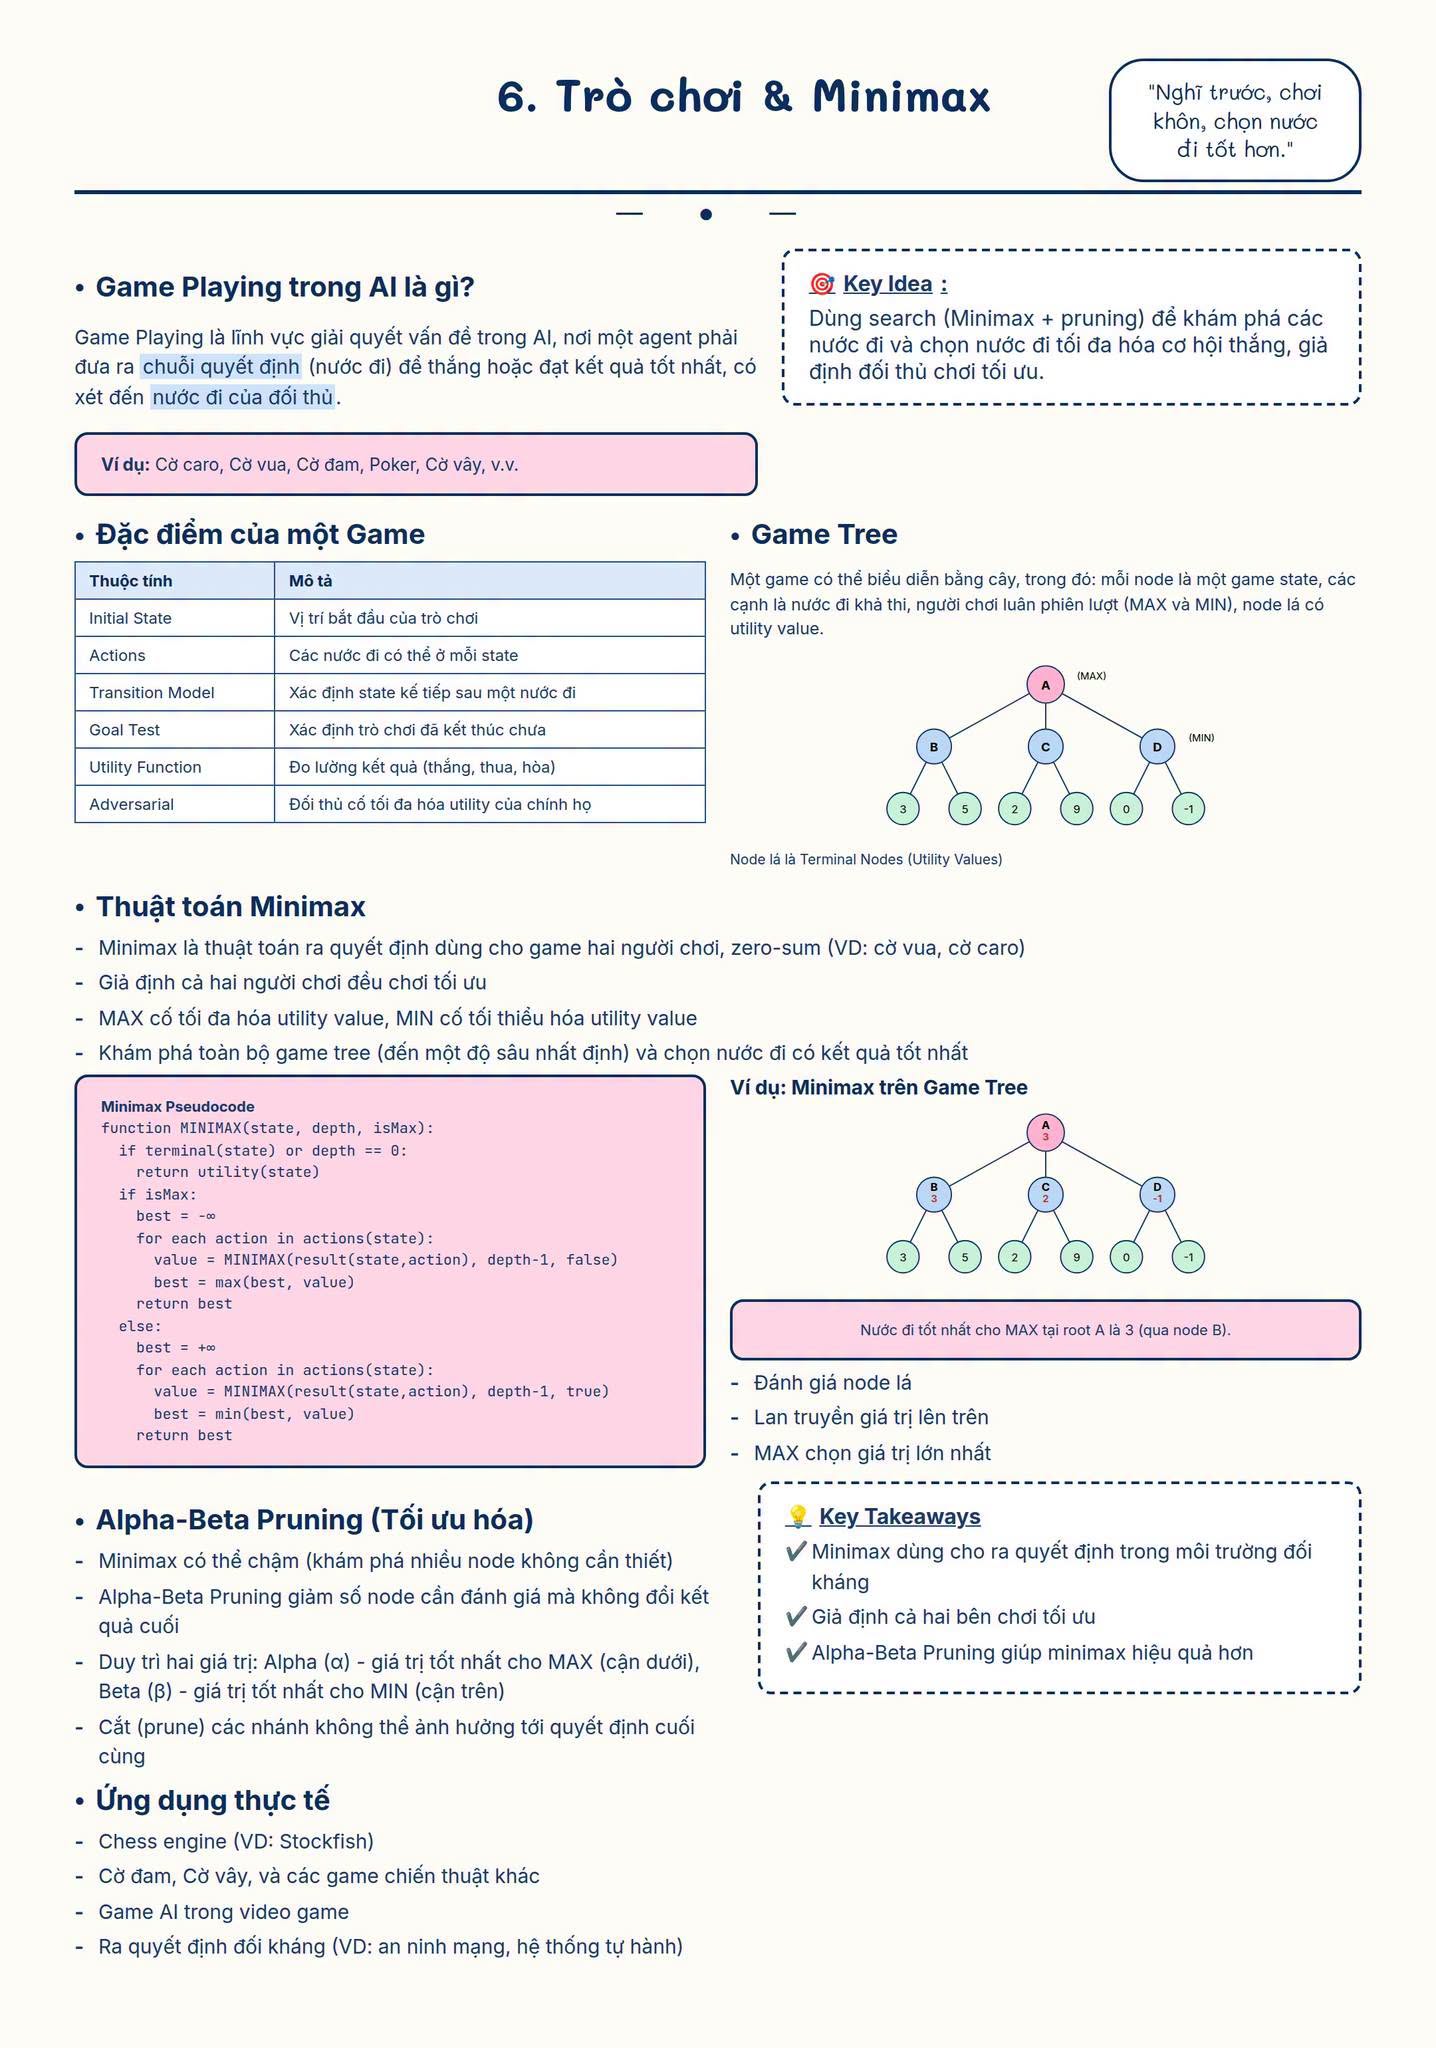 6. Trò chơi & Minimax
"Nghĩ trước, chơi
khôn, chọn nước
đi tốt hơn."
• Game Playing trong AI là gì?
Game Playing là lĩnh vực giải quyết vấn đề trong AI, nơi một agent phải
đưa ra chuỗi quyết định (nước đi) để thắng hoặc đạt kết quả tốt nhất, có
xét đến nước đi của đối thủ.
Ví dụ: Cờ caro, Cờ vua, Cờ đam, Poker, Cờ vây, v.v.
🎯 Key Idea :
Dùng search (Minimax + pruning) để khám phá các
nước đi và chọn nước đi tối đa hóa cơ hội thắng, giả
định đối thủ chơi tối ưu.
• Đặc điểm của một Game
Thuộc tính Mô tả
Initial State Vị trí bắt đầu của trò chơi
Actions Các nước đi có thể ở mỗi state
Transition Model Xác định state kế tiếp sau một nước đi
Goal Test Xác định trò chơi đã kết thúc chưa
Utility Function Đo lường kết quả (thắng, thua, hòa)
Adversarial Đối thủ cố tối đa hóa utility của chính họ
• Game Tree
Một game có thể biểu diễn bằng cây, trong đó: mỗi node là một game state, các
cạnh là nước đi khả thi, người chơi luân phiên lượt (MAX và MIN), node lá có
utility value.
A (MAX)
B C D (MIN)
3 5 2 9 0 -1
Node lá là Terminal Nodes (Utility Values)
• Thuật toán Minimax
- Minimax là thuật toán ra quyết định dùng cho game hai người chơi, zero-sum (VD: cờ vua, cờ caro)
- Giả định cả hai người chơi đều chơi tối ưu
- MAX cố tối đa hóa utility value, MIN cố tối thiểu hóa utility value
- Khám phá toàn bộ game tree (đến một độ sâu nhất định) và chọn nước đi có kết quả tốt nhất
Minimax Pseudocode
function MINIMAX(state, depth, isMax):
  if terminal(state) or depth == 0:
    return utility(state)
  if isMax:
    best = -∞
    for each action in actions(state):
      value = MINIMAX(result(state,action), depth-1, false)
      best = max(best, value)
    return best
  else:
    best = +∞
    for each action in actions(state):
      value = MINIMAX(result(state,action), depth-1, true)
      best = min(best, value)
    return best
Ví dụ: Minimax trên Game Tree
A
3
B C D
3 2 -1
3 5 2 9 0 -1
Nước đi tốt nhất cho MAX tại root A là 3 (qua node B).
- Đánh giá node lá
- Lan truyền giá trị lên trên
- MAX chọn giá trị lớn nhất
• Alpha-Beta Pruning (Tối ưu hóa)
- Minimax có thể chậm (khám phá nhiều node không cần thiết)
- Alpha-Beta Pruning giảm số node cần đánh giá mà không đổi kết
quả cuối
- Duy trì hai giá trị: Alpha (α) - giá trị tốt nhất cho MAX (cận dưới),
Beta (β) - giá trị tốt nhất cho MIN (cận trên)
- Cắt (prune) các nhánh không thể ảnh hưởng tới quyết định cuối
cùng
💡 Key Takeaways
✔ Minimax dùng cho ra quyết định trong môi trường đối
kháng
✔ Giả định cả hai bên chơi tối ưu
✔ Alpha-Beta Pruning giúp minimax hiệu quả hơn
• Ứng dụng thực tế
- Chess engine (VD: Stockfish)
- Cờ đam, Cờ vây, và các game chiến thuật khác
- Game AI trong video game
- Ra quyết định đối kháng (VD: an ninh mạng, hệ thống tự hành)